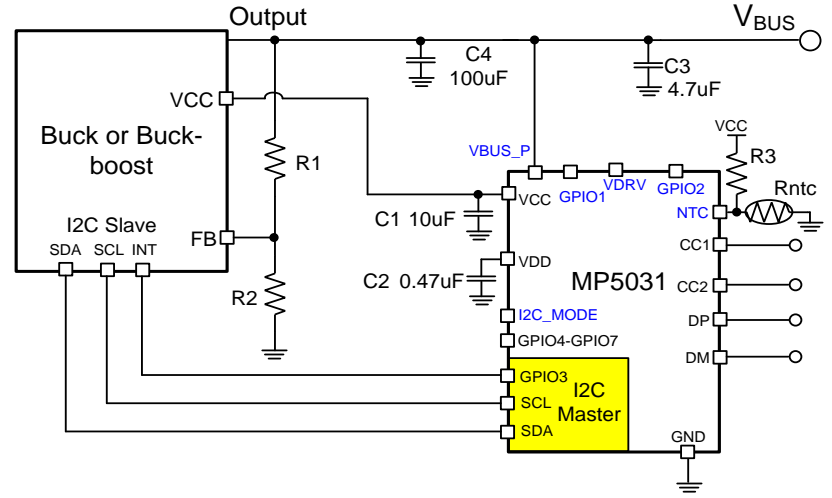 Output
VBUS
C4
100uF
C3
4.7uF
VCC
Buck or Buck-
boost
R1
VCC
R3
Rntc
VBUS_P
GPIO1
VDRV
GPIO2
VCC
NTC
C1 10uF
I2C Slave
SDA SCL INT
FB
CC1
VDD
MP5031
C2 0.47uF
CC2
R2
I2C_MODE
DP
GPIO4-GPIO7
DM
GPIO3
I2C
Master
SCL
SDA
GND